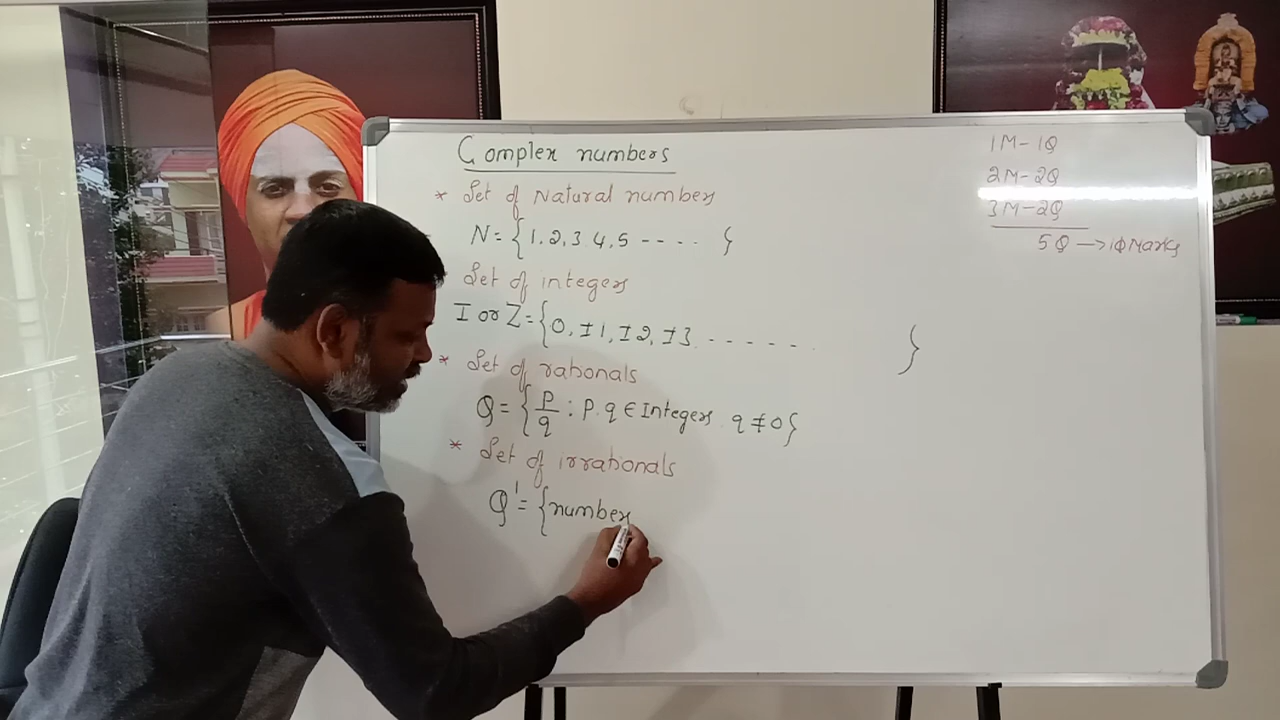 Complex numbers
* Set of Natural numbers
N = {1, 2, 3 4, 5 - - - - }
Set of integers
I or Z = {0, ±1, ±2, ±3 - - - - - }
* Set of rationals
Q = {p/q : p, q ∈ Integers, q ≠ 0}
* Set of irrationals
Q' = {number
1M - 1Q
2M - 2Q
3M - 2Q
5Q → 10 Marks